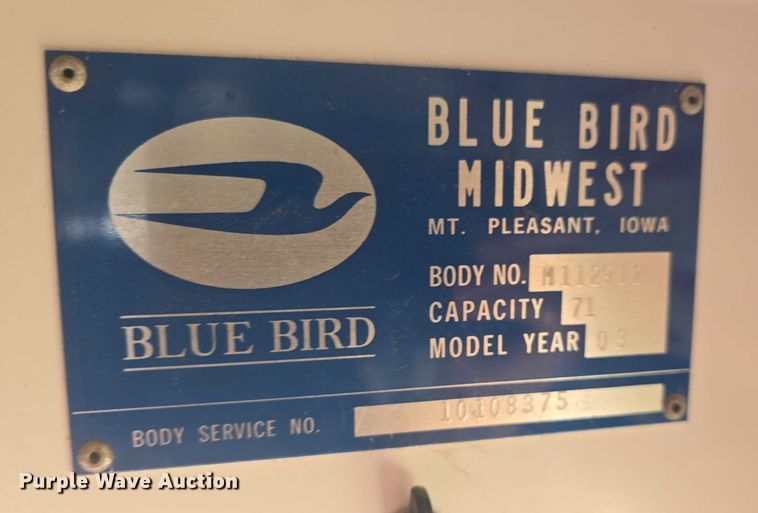 BLUE BIRD
MIDWEST
MT. PLEASANT, IOWA
BODY NO. M112912
CAPACITY 71
MODEL YEAR 03
BLUE BIRD
BODY SERVICE NO. 10108375
Purple Wave Auction